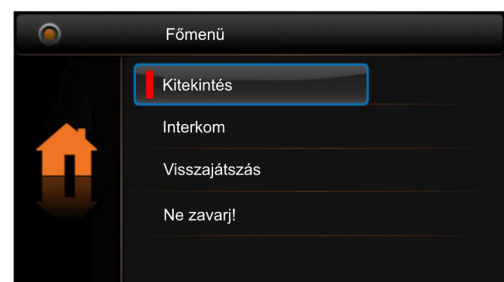 Főmenü
Kitekintés
Interkom
Visszajátszás
Ne zavarj!